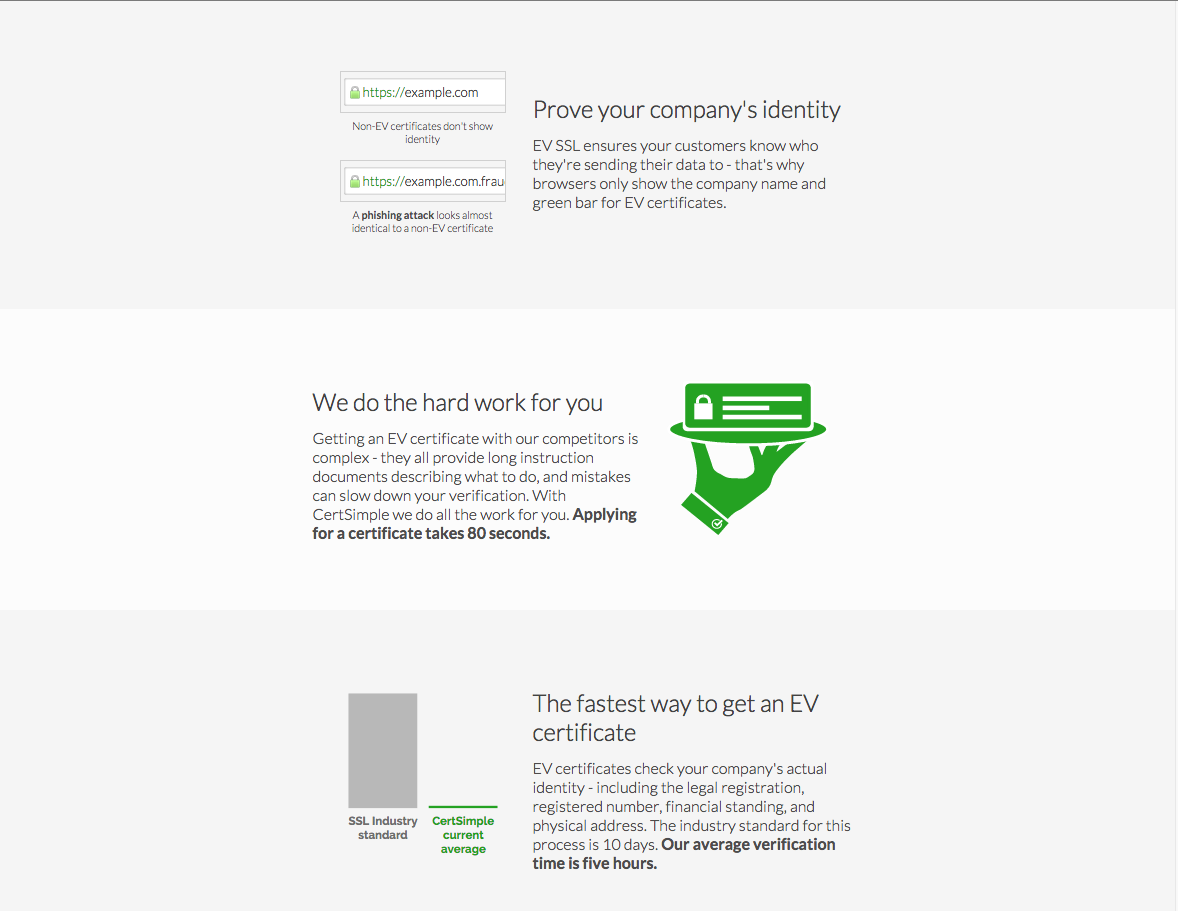 https://example.com
Non-EV certificates don't show
identity
https://example.com.frau
A phishing attack looks almost
identical to a non-EV certificate
Prove your company's identity
EV SSL ensures your customers know who
they're sending their data to - that's why
browsers only show the company name and
green bar for EV certificates.
We do the hard work for you
Getting an EV certificate with our competitors is
complex - they all provide long instruction
documents describing what to do, and mistakes
can slow down your verification. With
CertSimple we do all the work for you. Applying
for a certificate takes 80 seconds.
SSL Industry
standard
CertSimple
current
average
The fastest way to get an EV
certificate
EV certificates check your company's actual
identity - including the legal registration,
registered number, financial standing, and
physical address. The industry standard for this
process is 10 days. Our average verification
time is five hours.